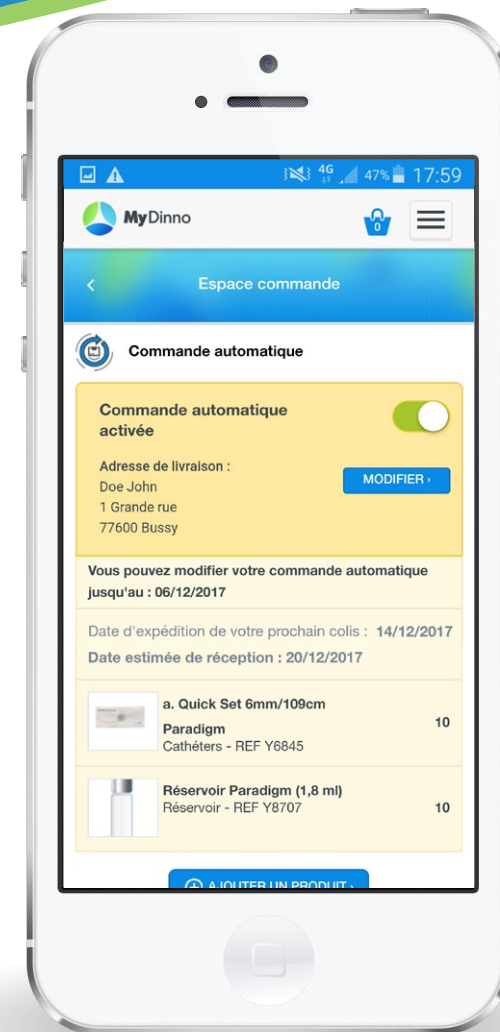 4G 47% 17:59
MyDinno 0
Espace commande
Commande automatique
Commande automatique
activée
Adresse de livraison :
Doe John
1 Grande rue
77600 Bussy
MODIFIER ›
Vous pouvez modifier votre commande automatique
jusqu'au : 06/12/2017
Date d'expédition de votre prochain colis : 14/12/2017
Date estimée de réception : 20/12/2017
a. Quick Set 6mm/109cm
Paradigm
Cathéters - REF Y6845
10
Réservoir Paradigm (1,8 ml)
Réservoir - REF Y8707
10
AJOUTER UN PRODUIT ›